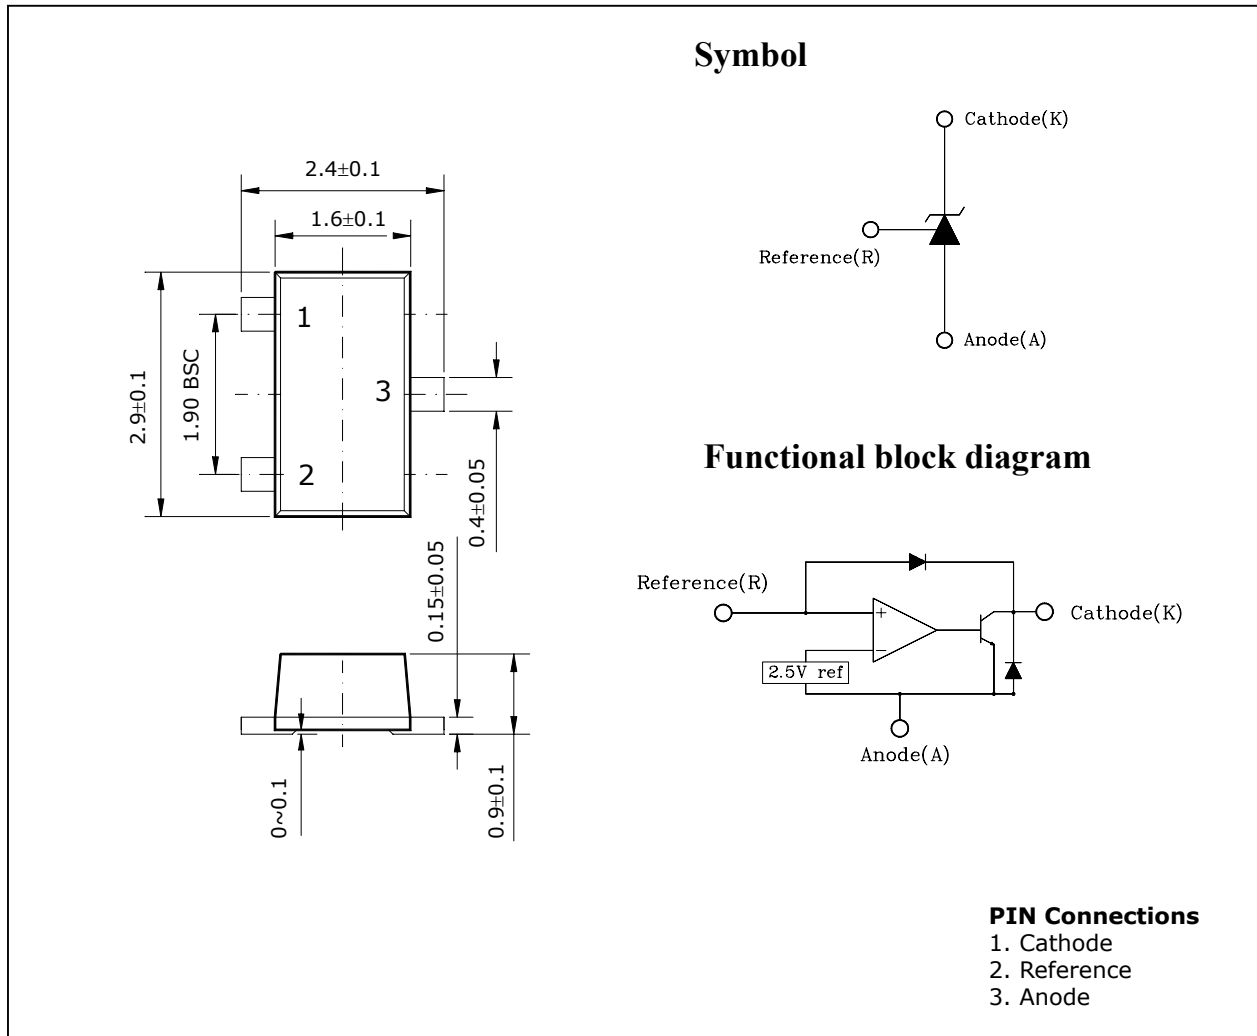 Symbol
Cathode(K)
Reference(R)
Anode(A)
2.4±0.1
1.6±0.1
1
2
3
2.9±0.1
1.90 BSC
0.4±0.05
Functional block diagram
Reference(R)
+
−
2.5V ref
Cathode(K)
Anode(A)
0.15±0.05
0~0.1
0.9±0.1
PIN Connections
1. Cathode
2. Reference
3. Anode